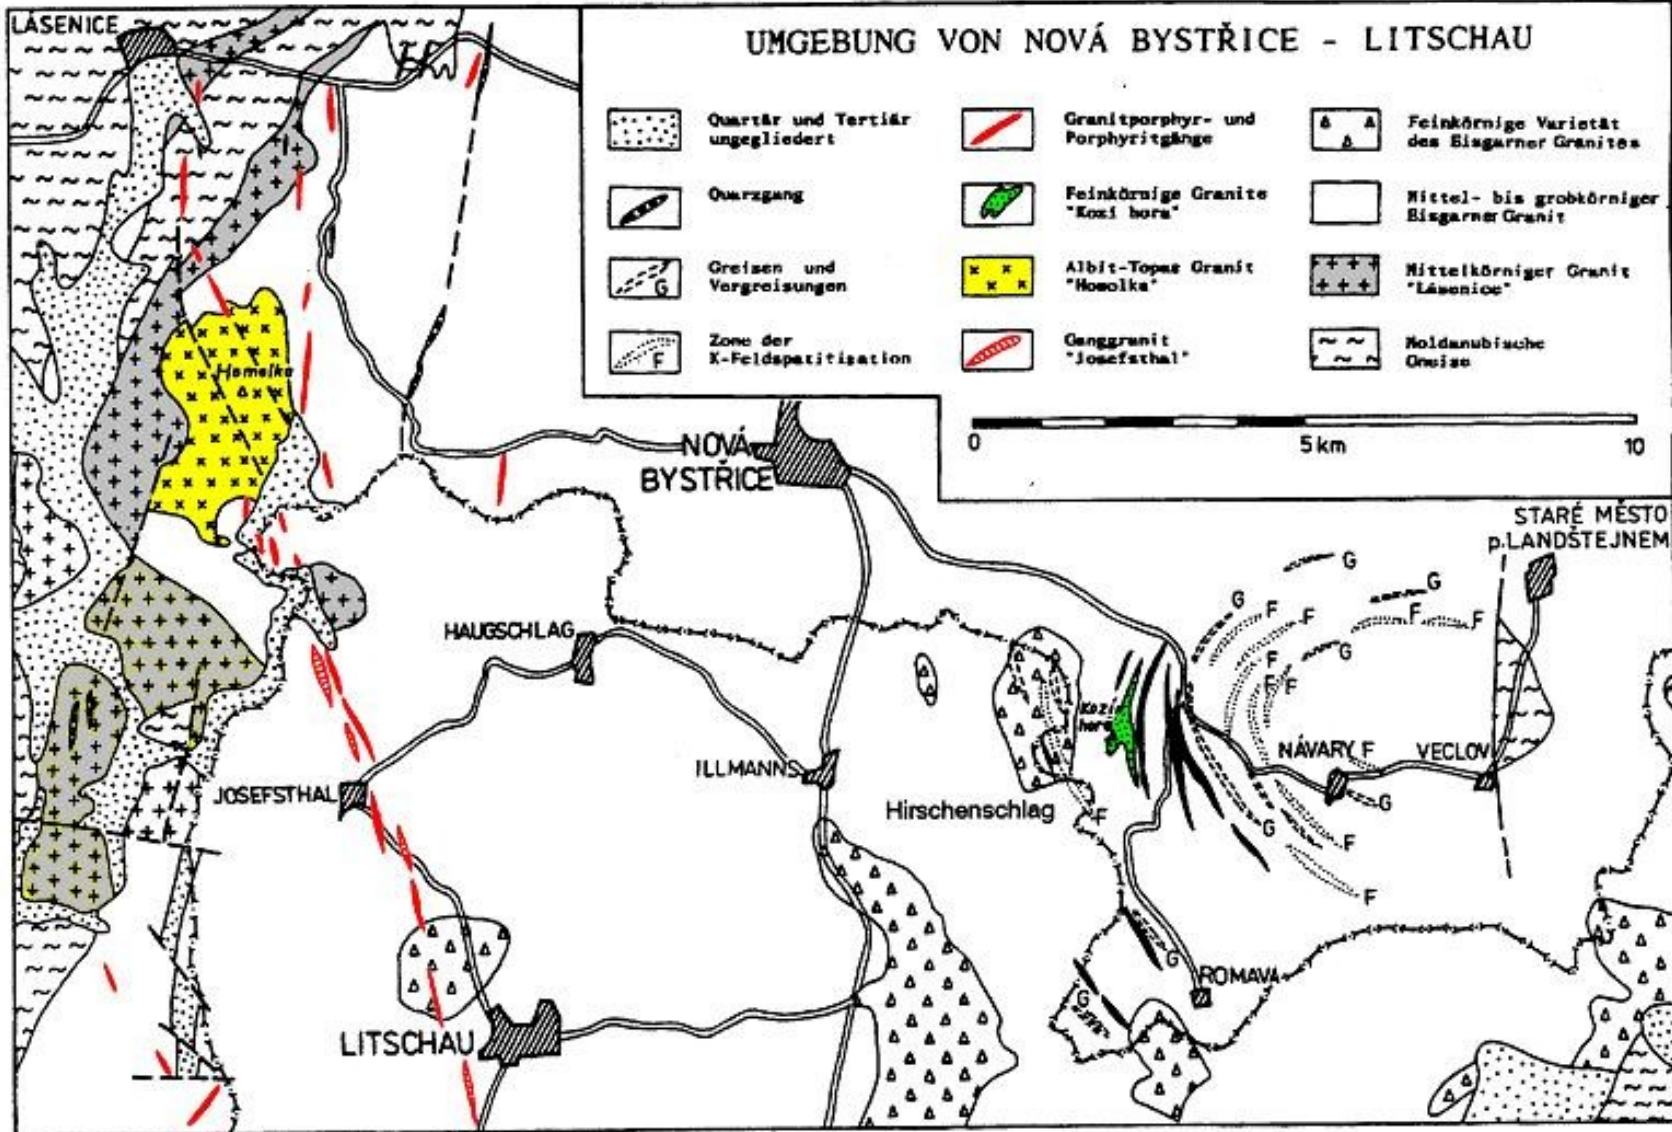 UMGEBUNG VON NOVÁ BYSTŘICE - LITSCHAU
Quartär und Tertiär
ungegliedert
Quarzgang
Greisen und
Vergreisungen
G
Zone der
K-Feldspatitisation
F
Granitporphyr- und
Porphyritgänge
Feinkörnige Granite
"Kozi hora"
Albit-Topas Granit
"Homolka"
Ganggranit
"Josefsthal"
Feinkörnige Varietät
des Eisgarner Granites
Mittel- bis grobkörniger
Eisgarner Granit
Mittelkörniger Granit
"Lásenice"
Moldanubische
Gneise
0
5 km
10
LÁSENICE
Homolka
NOVÁ
BYSTŘICE
STARÉ MĚSTO
p.LANDŠTEJNEM
G
G
G
F
F
F
F
F
G
F
F
HAUGSCHLAG
Kozi
hora
NÁVARY
F
VECLOV
ILLMANNS
JOSEFSTHAL
G
Hirschenschlag
F
G
F
F
G
ROMAVA
G
LITSCHAU